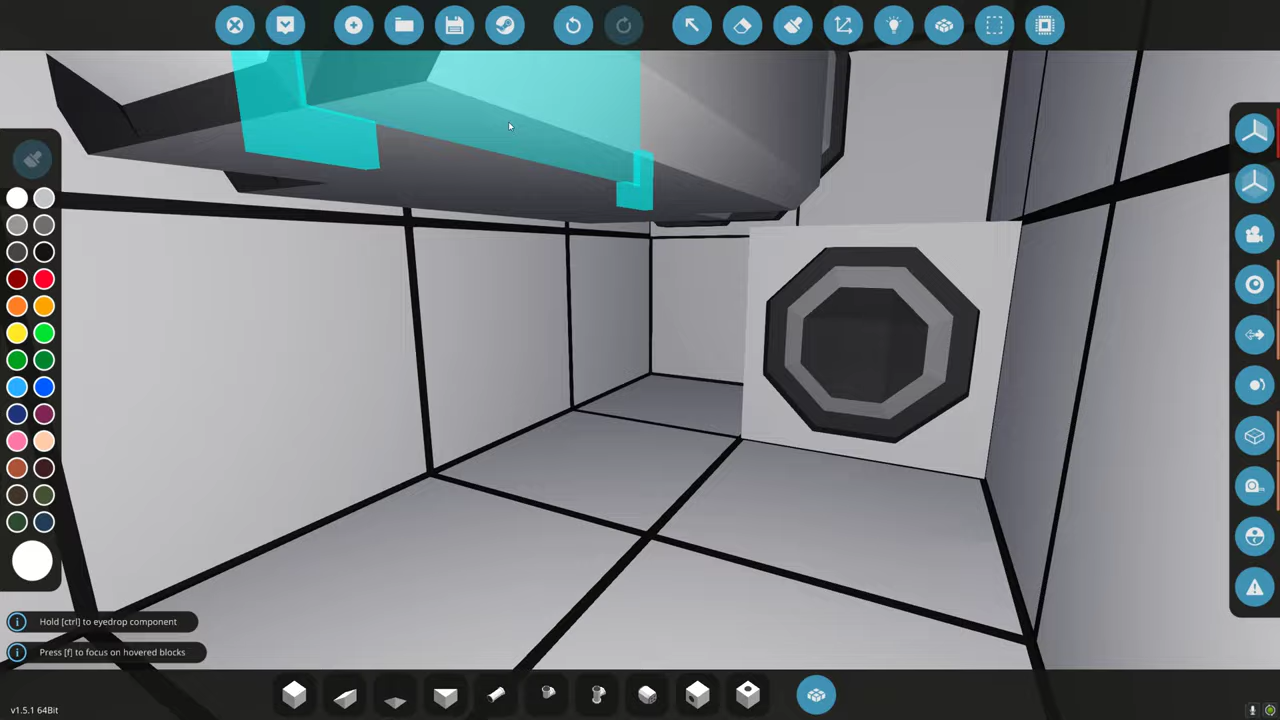 Hold [ctrl] to eyedrop component
Press [f] to focus on hovered blocks
v1.5.1 64Bit